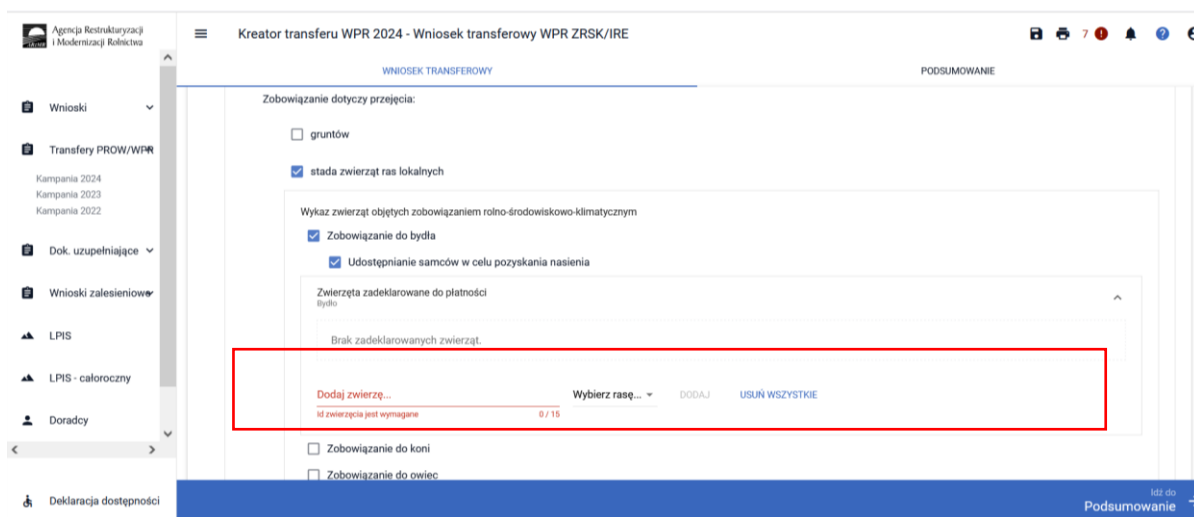 Agencja Restrukturyzacji
i Modernizacji Rolnictwa
Wnioski
Transfery PROW/WPR
Kampania 2024
Kampania 2023
Kampania 2022
Dok. uzupełniające
Wnioski zalesieniowe
LPIS
LPIS - całoroczny
Doradcy
Deklaracja dostępności
Kreator transferu WPR 2024 - Wniosek transferowy WPR ZRSK/IRE
7
WNIOSEK TRANSFEROWY
PODSUMOWANIE
Zobowiązanie dotyczy przejęcia:
gruntów
stada zwierząt ras lokalnych
Wykaz zwierząt objętych zobowiązaniem rolno-środowiskowo-klimatycznym
Zobowiązanie do bydła
Udostępnianie samców w celu pozyskania nasienia
Zwierzęta zadeklarowane do płatności
Bydło
Brak zadeklarowanych zwierząt.
Dodaj zwierzę... Wybierz rasę... DODAJ USUŃ WSZYSTKIE
Id zwierzęcia jest wymagane 0 / 15
Zobowiązanie do koni
Zobowiązanie do owiec
Idź do
Podsumowanie